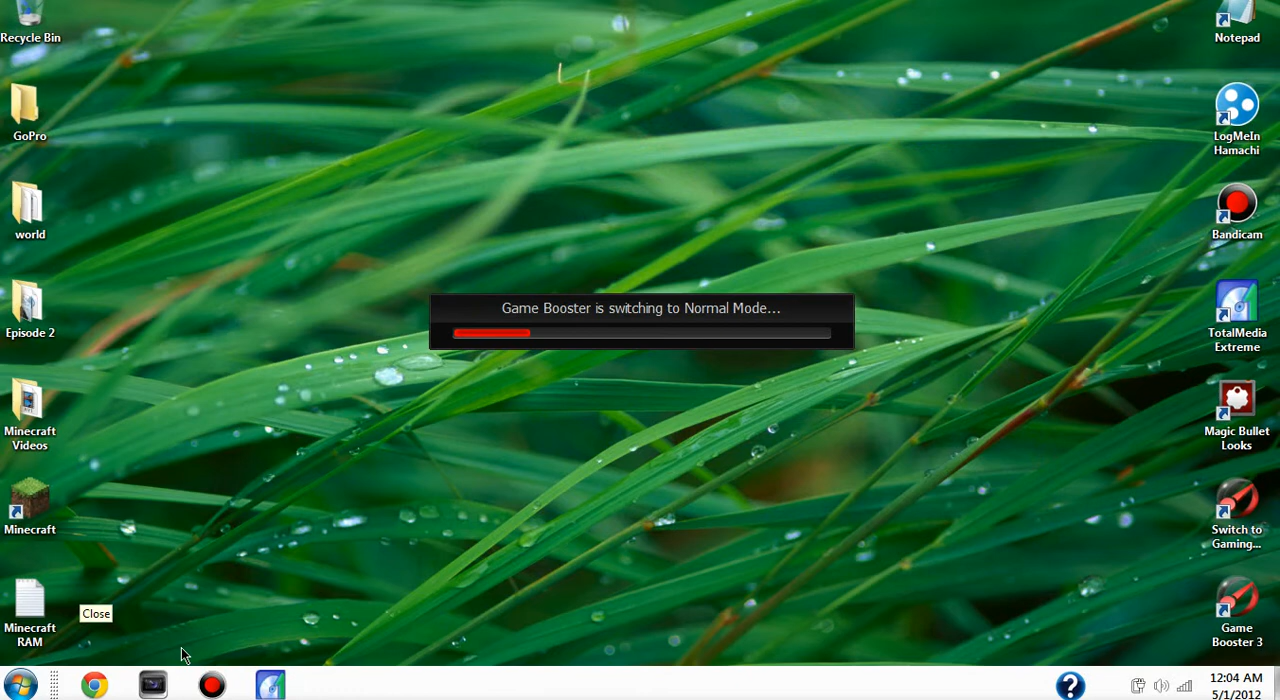 Recycle Bin
GoPro
world
Episode 2
Minecraft
Videos
Minecraft
Minecraft
RAM
Close
Game Booster is switching to Normal Mode...
Notepad
LogMeIn
Hamachi
Bandicam
TotalMedia
Extreme
Magic Bullet
Looks
Switch to
Gaming...
Game
Booster 3
?
12:04 AM
5/1/2012